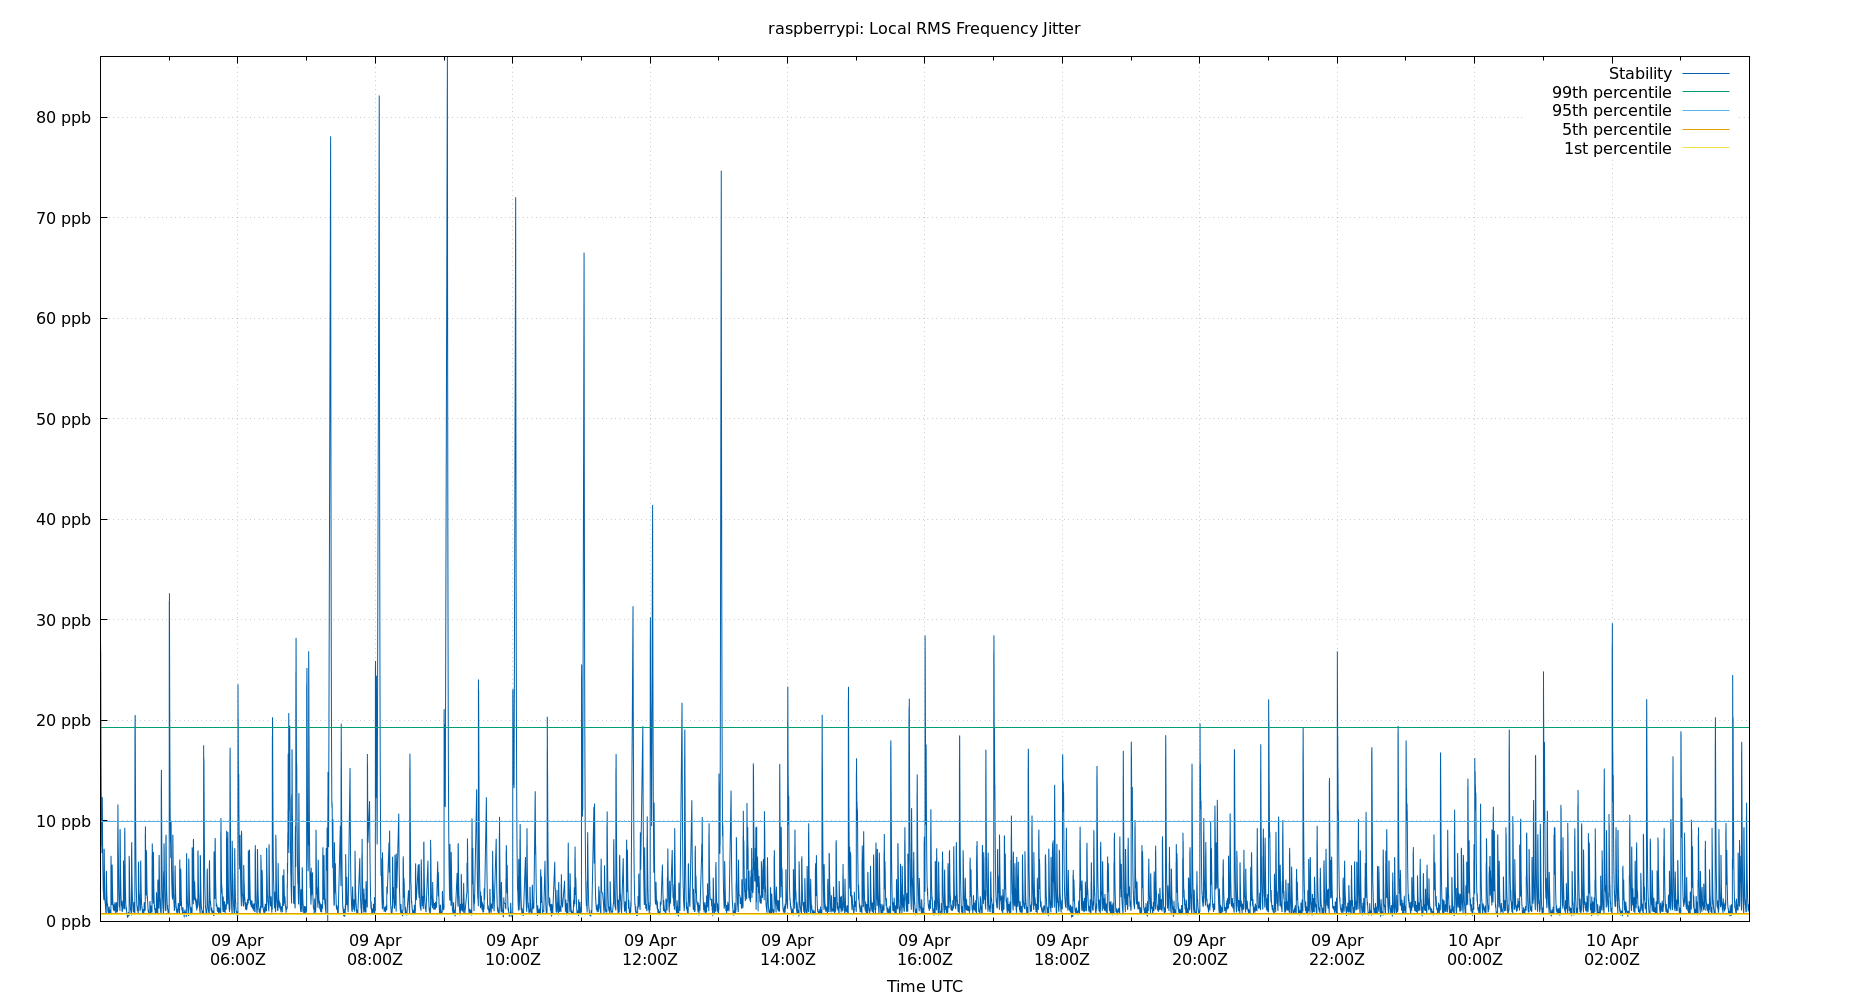 raspberrypi: Local RMS Frequency Jitter
Stability
99th percentile
95th percentile
5th percentile
1st percentile
80 ppb
70 ppb
60 ppb
50 ppb
40 ppb
30 ppb
20 ppb
10 ppb
0 ppb
09 Apr 09 Apr 09 Apr 09 Apr 09 Apr 09 Apr 09 Apr 09 Apr 09 Apr 10 Apr 10 Apr
06:00Z 08:00Z 10:00Z 12:00Z 14:00Z 16:00Z 18:00Z 20:00Z 22:00Z 00:00Z 02:00Z
Time UTC